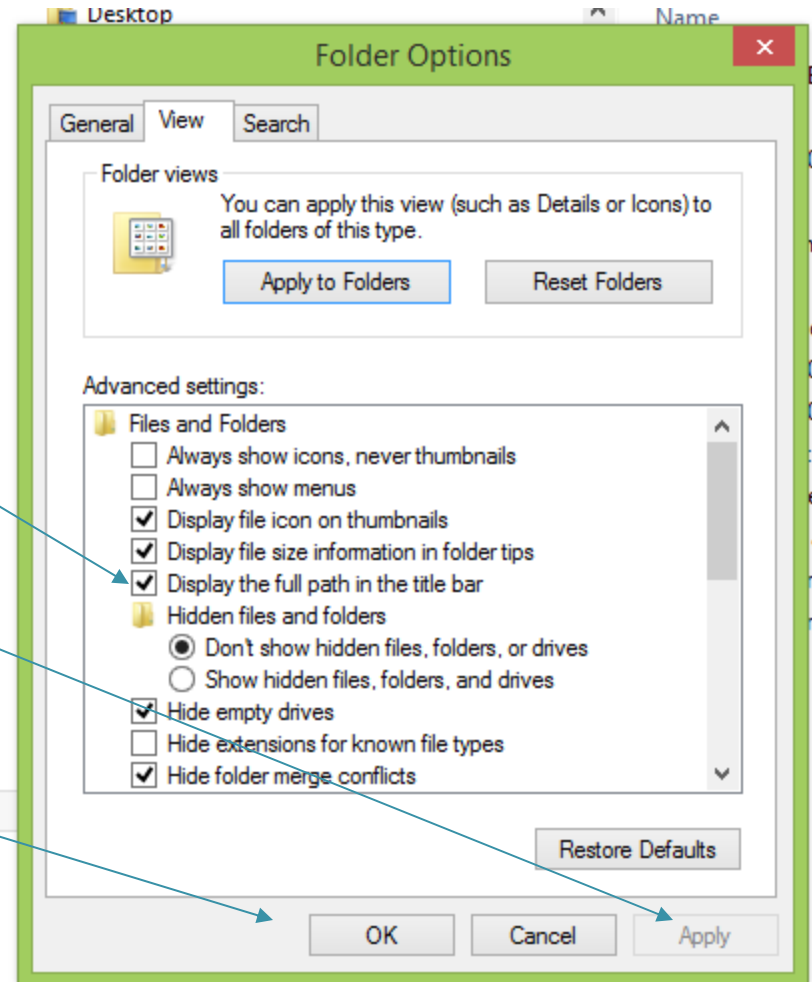 Desktop
Name
Folder Options
General View Search
Folder views
You can apply this view (such as Details or Icons) to
all folders of this type.
Apply to Folders Reset Folders
Advanced settings:
Files and Folders
Always show icons, never thumbnails
Always show menus
Display file icon on thumbnails
Display file size information in folder tips
Display the full path in the title bar
Hidden files and folders
Don't show hidden files, folders, or drives
Show hidden files, folders, and drives
Hide empty drives
Hide extensions for known file types
Hide folder merge conflicts
Restore Defaults
OK Cancel Apply